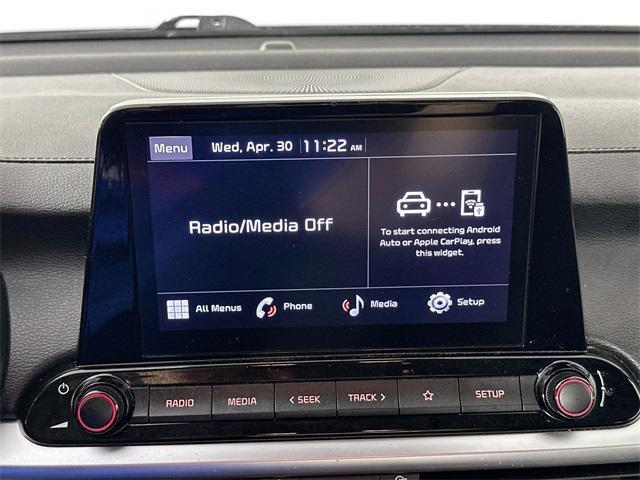 Menu Wed, Apr. 30 11:22 AM
Radio/Media Off
To start connecting Android
Auto or Apple CarPlay, press
this widget.
All Menus Phone Media Setup
RADIO MEDIA < SEEK TRACK > SETUP